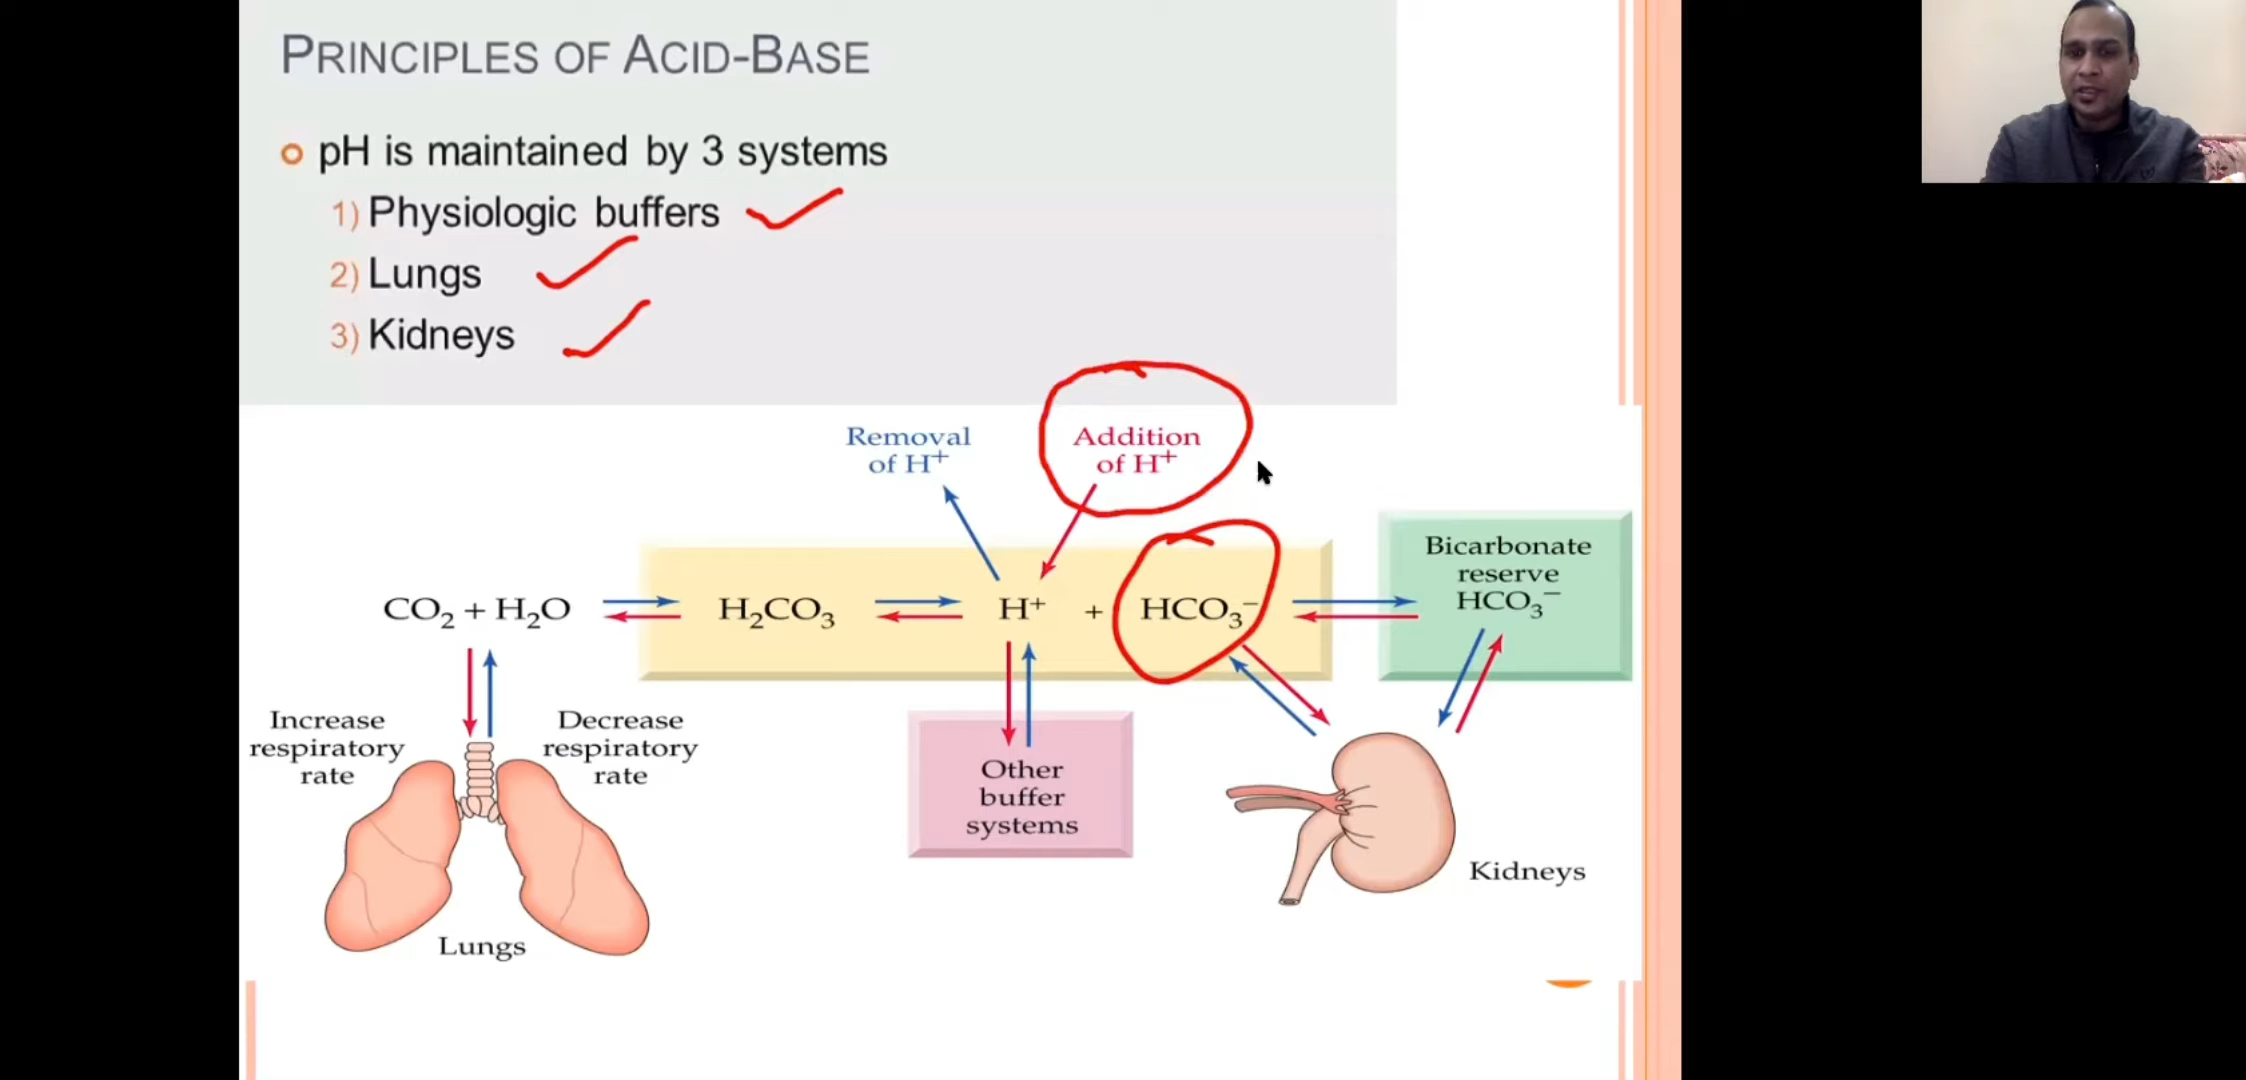 PRINCIPLES OF ACID-BASE
pH is maintained by 3 systems
1) Physiologic buffers
2) Lungs
3) Kidneys
Removal
of H⁺
Addition
of H⁺
CO₂ + H₂O
H₂CO₃
H⁺ + HCO₃⁻
Bicarbonate
reserve
HCO₃⁻
Increase
respiratory
rate
Decrease
respiratory
rate
Other
buffer
systems
Lungs
Kidneys